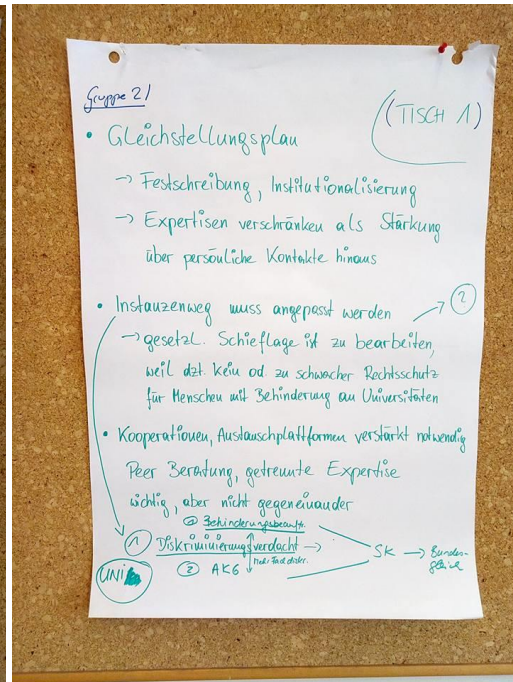 Gruppe 2/
(TISCH 1)
• Gleichstellungsplan
→ Festschreibung, Institutionalisierung
→ Expertisen verschränken als Stärkung
über persönliche Kontakte hinaus
• Instanzenweg muss angepasst werden → ②
→ gesetzl. Schieflage ist zu bearbeiten,
weil dzt. kein od. zu schwacher Rechtsschutz
für Menschen mit Behinderung an Universitäten
• Kooperationen, Austauschplattformen verstärkt notwendig
Peer Beratung, getrennte Expertise
wichtig, aber nicht gegeneinander
① Diskriminierungsverdacht →
② AKG
SK → Bundes-
UNI